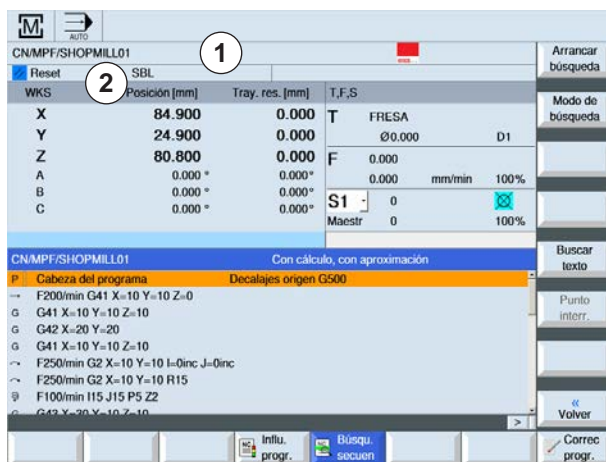 M
AUTO
CN/MPF/SHOPMILL01
1
Arrancar búsqueda
Reset SBL
2
WKS Posición [mm] Tray. res. [mm] T,F,S
Modo de búsqueda
X 84.900 0.000 T FRESA
Y 24.900 0.000 Ø0.000 D1
Z 80.800 0.000 F 0.000
A 0.000 ° 0.000° 0.000 mm/min 100%
B 0.000 ° 0.000° S1 0
C 0.000 ° 0.000° Maestr 0 100%
CN/MPF/SHOPMILL01 Con cálculo, con aproximación
Buscar texto
P Cabeza del programa Decalajes origen G500
→ F200/min G41 X=10 Y=10 Z=0
Punto interr.
G G41 X=10 Y=10 Z=10
G G42 X=20 Y=20
G G41 X=10 Y=10 Z=10
F250/min G2 X=10 Y=10 I=0inc J=0inc
F250/min G2 X=10 Y=10 R15
F100/min I15 J15 P5 Z2
G G43 X=20 Y=10 Z=10
« Volver
>
NC Influ. progr.
Búsqu. secuen
Correc progr.